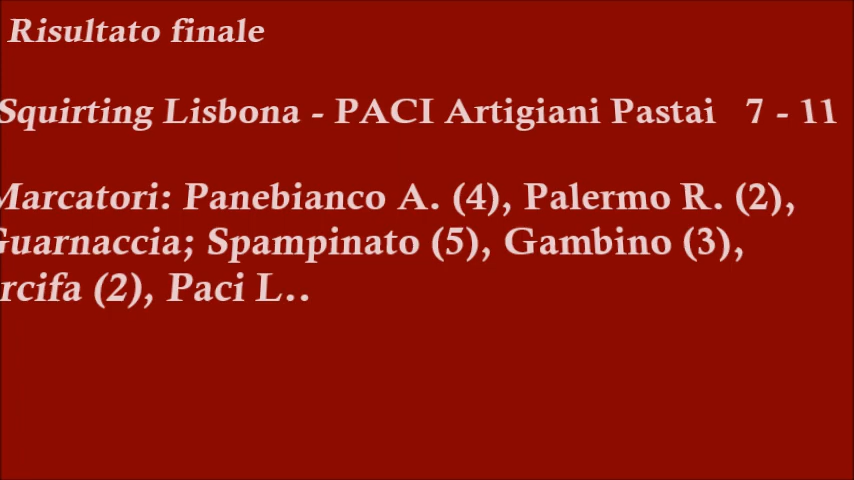 Risultato finale
Squirting Lisbona - PACI Artigiani Pastai 7 - 11
Marcatori: Panebianco A. (4), Palermo R. (2),
Guarnaccia; Spampinato (5), Gambino (3),
(2), Paci L..